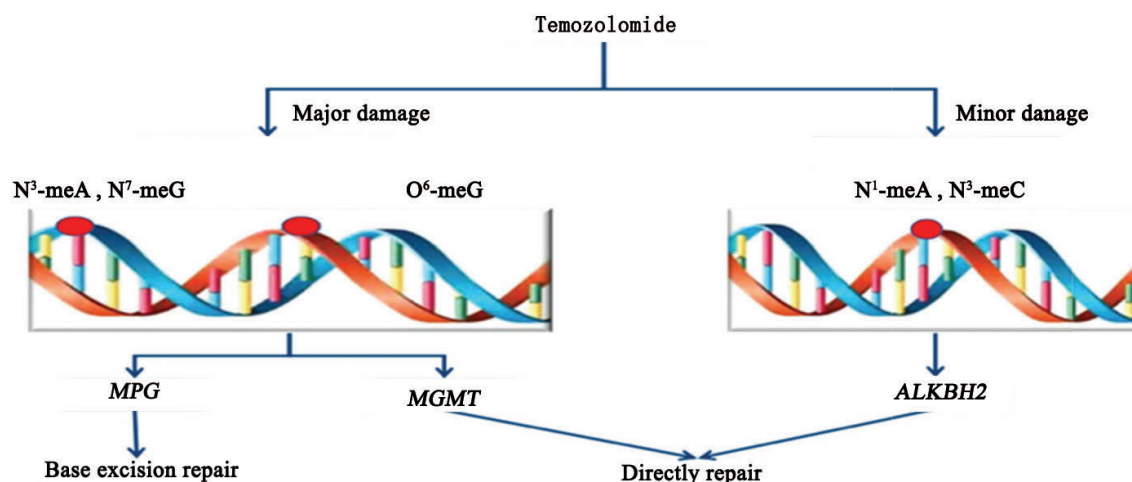 Temozolomide
Major damage
Minor danage
N³-meA , N⁷-meG
O⁶-meG
N¹-meA , N³-meC
MPG
MGMT
ALKBH2
Base excision repair
Directly repair